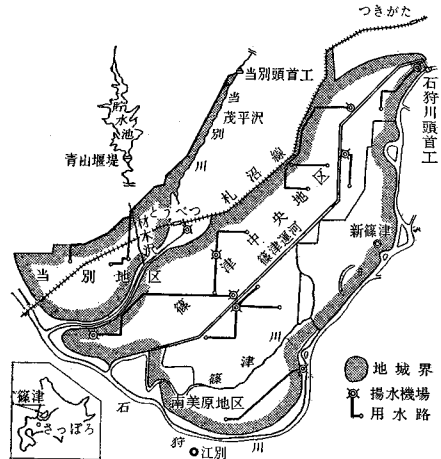 つきがた
当別頭首工
石狩川頭首工
当別川
茂平沢
貯水池
青山堰堤
札沼線
とうべつ
材木沢
当別地区
篠津中央地区
篠津運河
新篠津
篠津川
南美原地区
石狩川
江別
地域界
揚水機場
用水路
篠津
さっぽろ